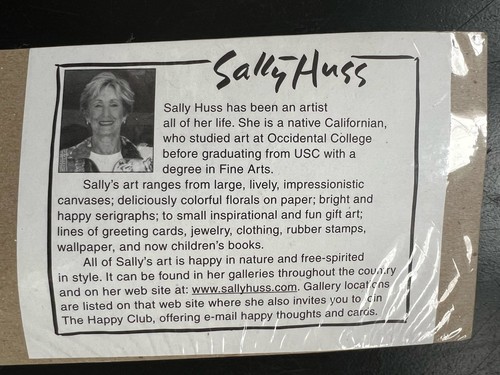 Sally Huss
Sally Huss has been an artist
all of her life. She is a native Californian,
who studied art at Occidental College
before graduating from USC with a
degree in Fine Arts.
Sally's art ranges from large, lively, impressionistic
canvases; deliciously colorful florals on paper; bright and
happy serigraphs; to small inspirational and fun gift art;
lines of greeting cards, jewelry, clothing, rubber stamps,
wallpaper, and now children's books.
All of Sally's art is happy in nature and free-spirited
in style. It can be found in her galleries throughout the country
and on her web site at: www.sallyhuss.com. Gallery locations
are listed on that web site where she also invites you to join
The Happy Club, offering e-mail happy thoughts and cards.